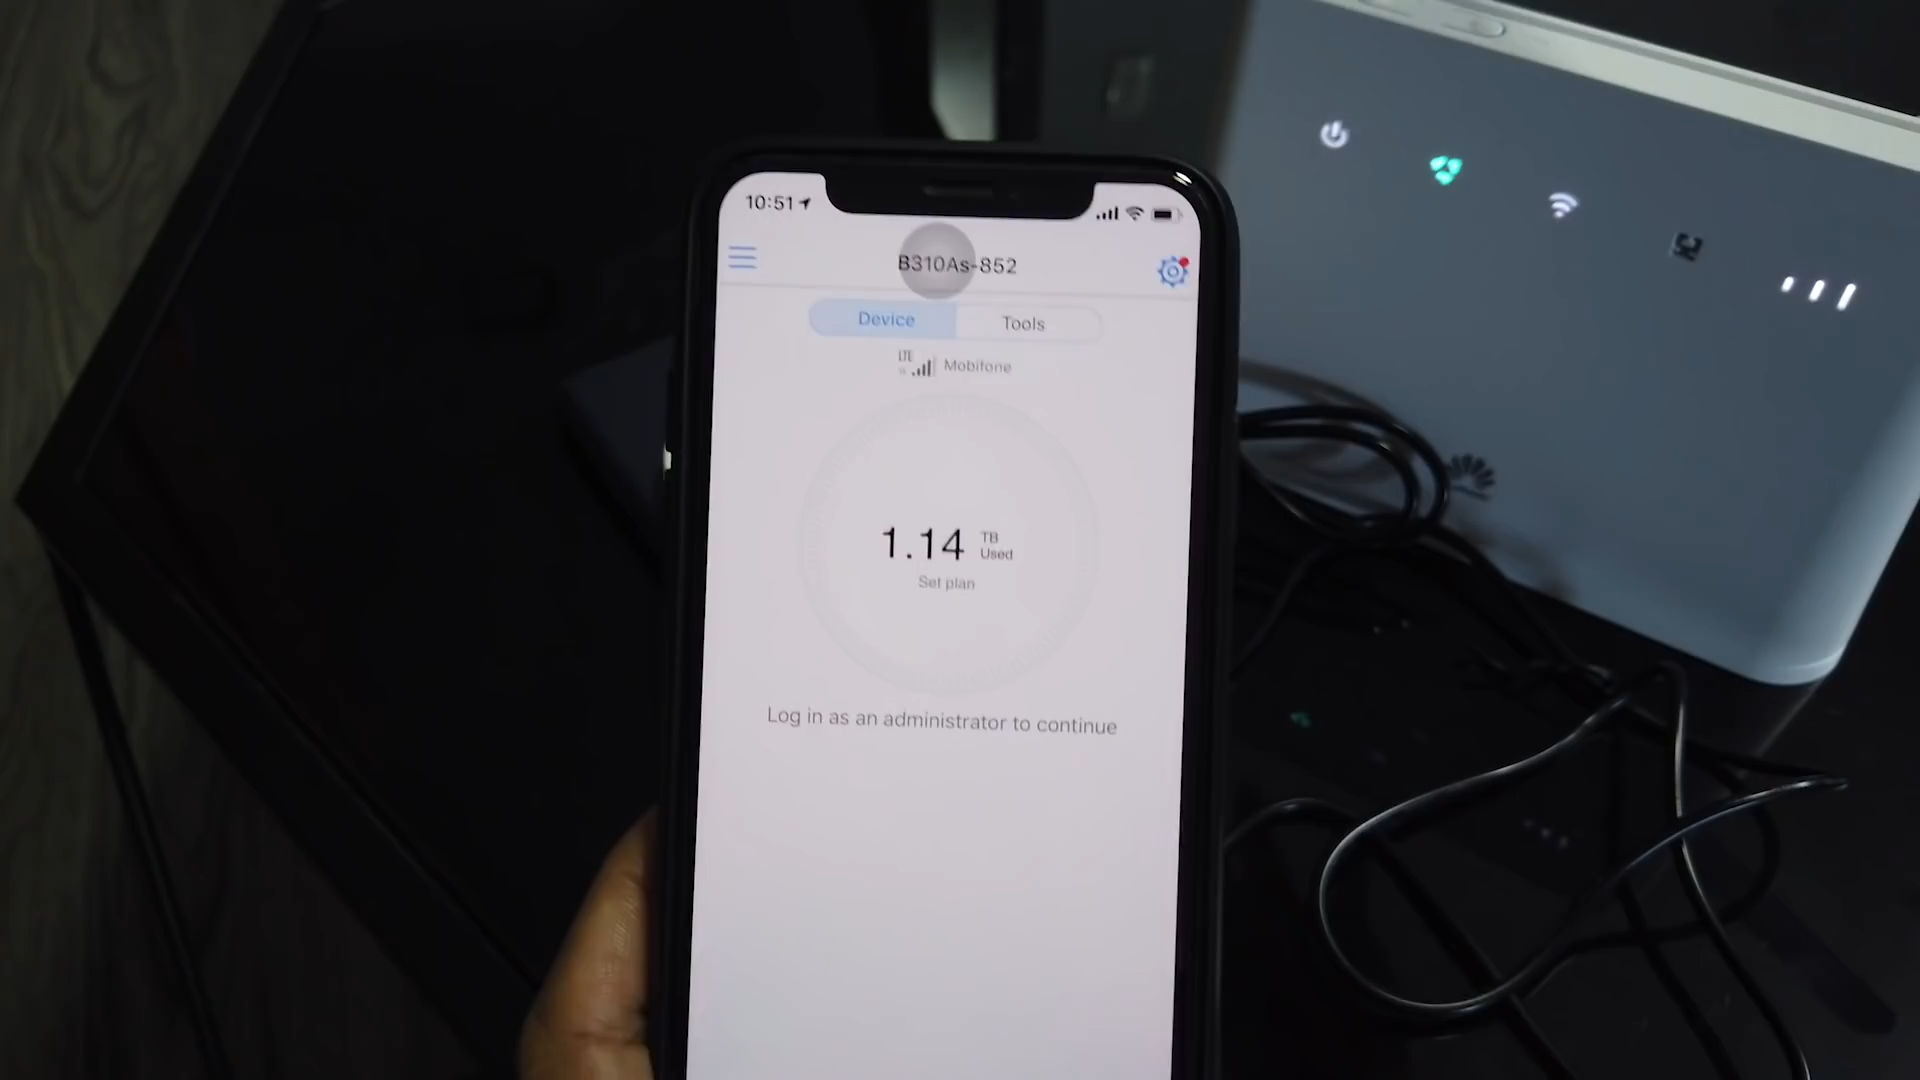 10:51
B310As-852
Device
Tools
LTE
Mobifone
1.14
TB
Used
Set plan
Log in as an administrator to continue